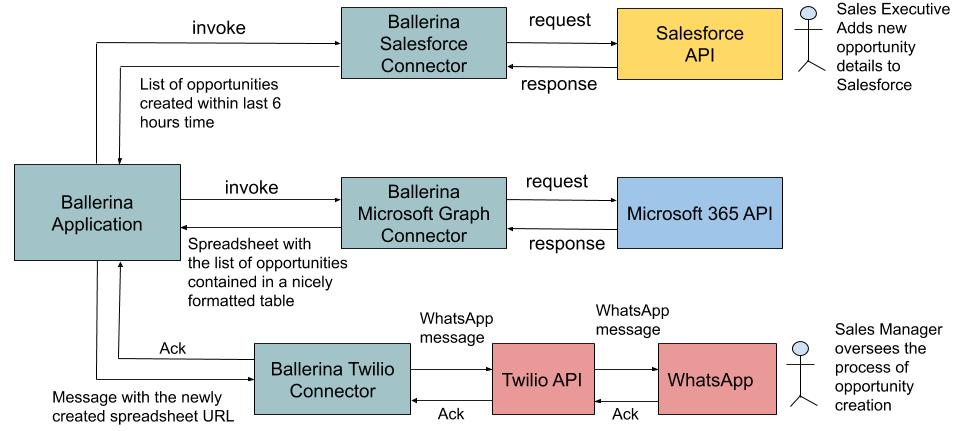 invoke
Ballerina
Salesforce
Connector
request
response
Salesforce
API
Sales Executive
Adds new
opportunity
details to
Salesforce
List of opportunities
created within last 6
hours time
Ballerina
Application
invoke
Ballerina
Microsoft Graph
Connector
request
response
Microsoft 365 API
Spreadsheet with
the list of opportunities
contained in a nicely
formatted table
Ack
Message with the newly
created spreadsheet URL
Ballerina Twilio
Connector
WhatsApp
message
Ack
Twilio API
WhatsApp
message
Ack
WhatsApp
Sales Manager
oversees the
process of
opportunity
creation